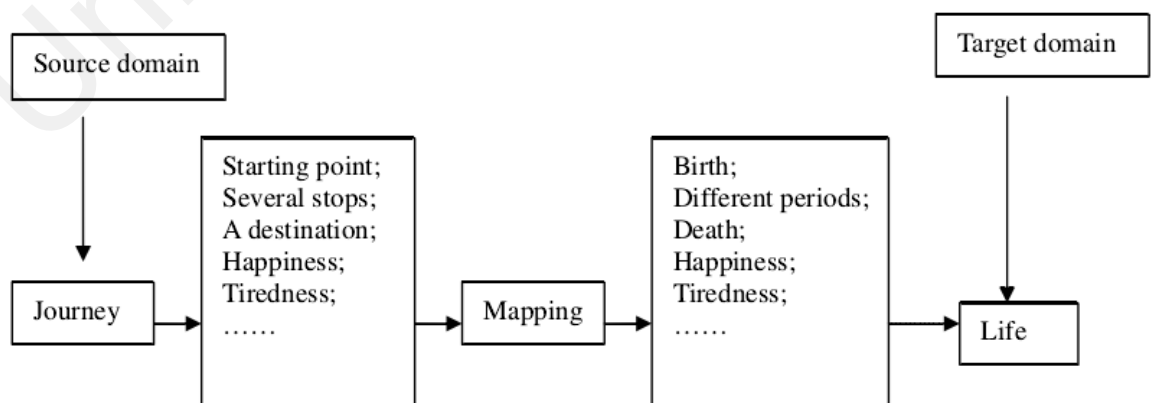 Source domain
Target domain
Starting point;
Several stops;
A destination;
Happiness;
Tiredness;
……
Birth;
Different periods;
Death;
Happiness;
Tiredness;
……
Journey
Mapping
Life